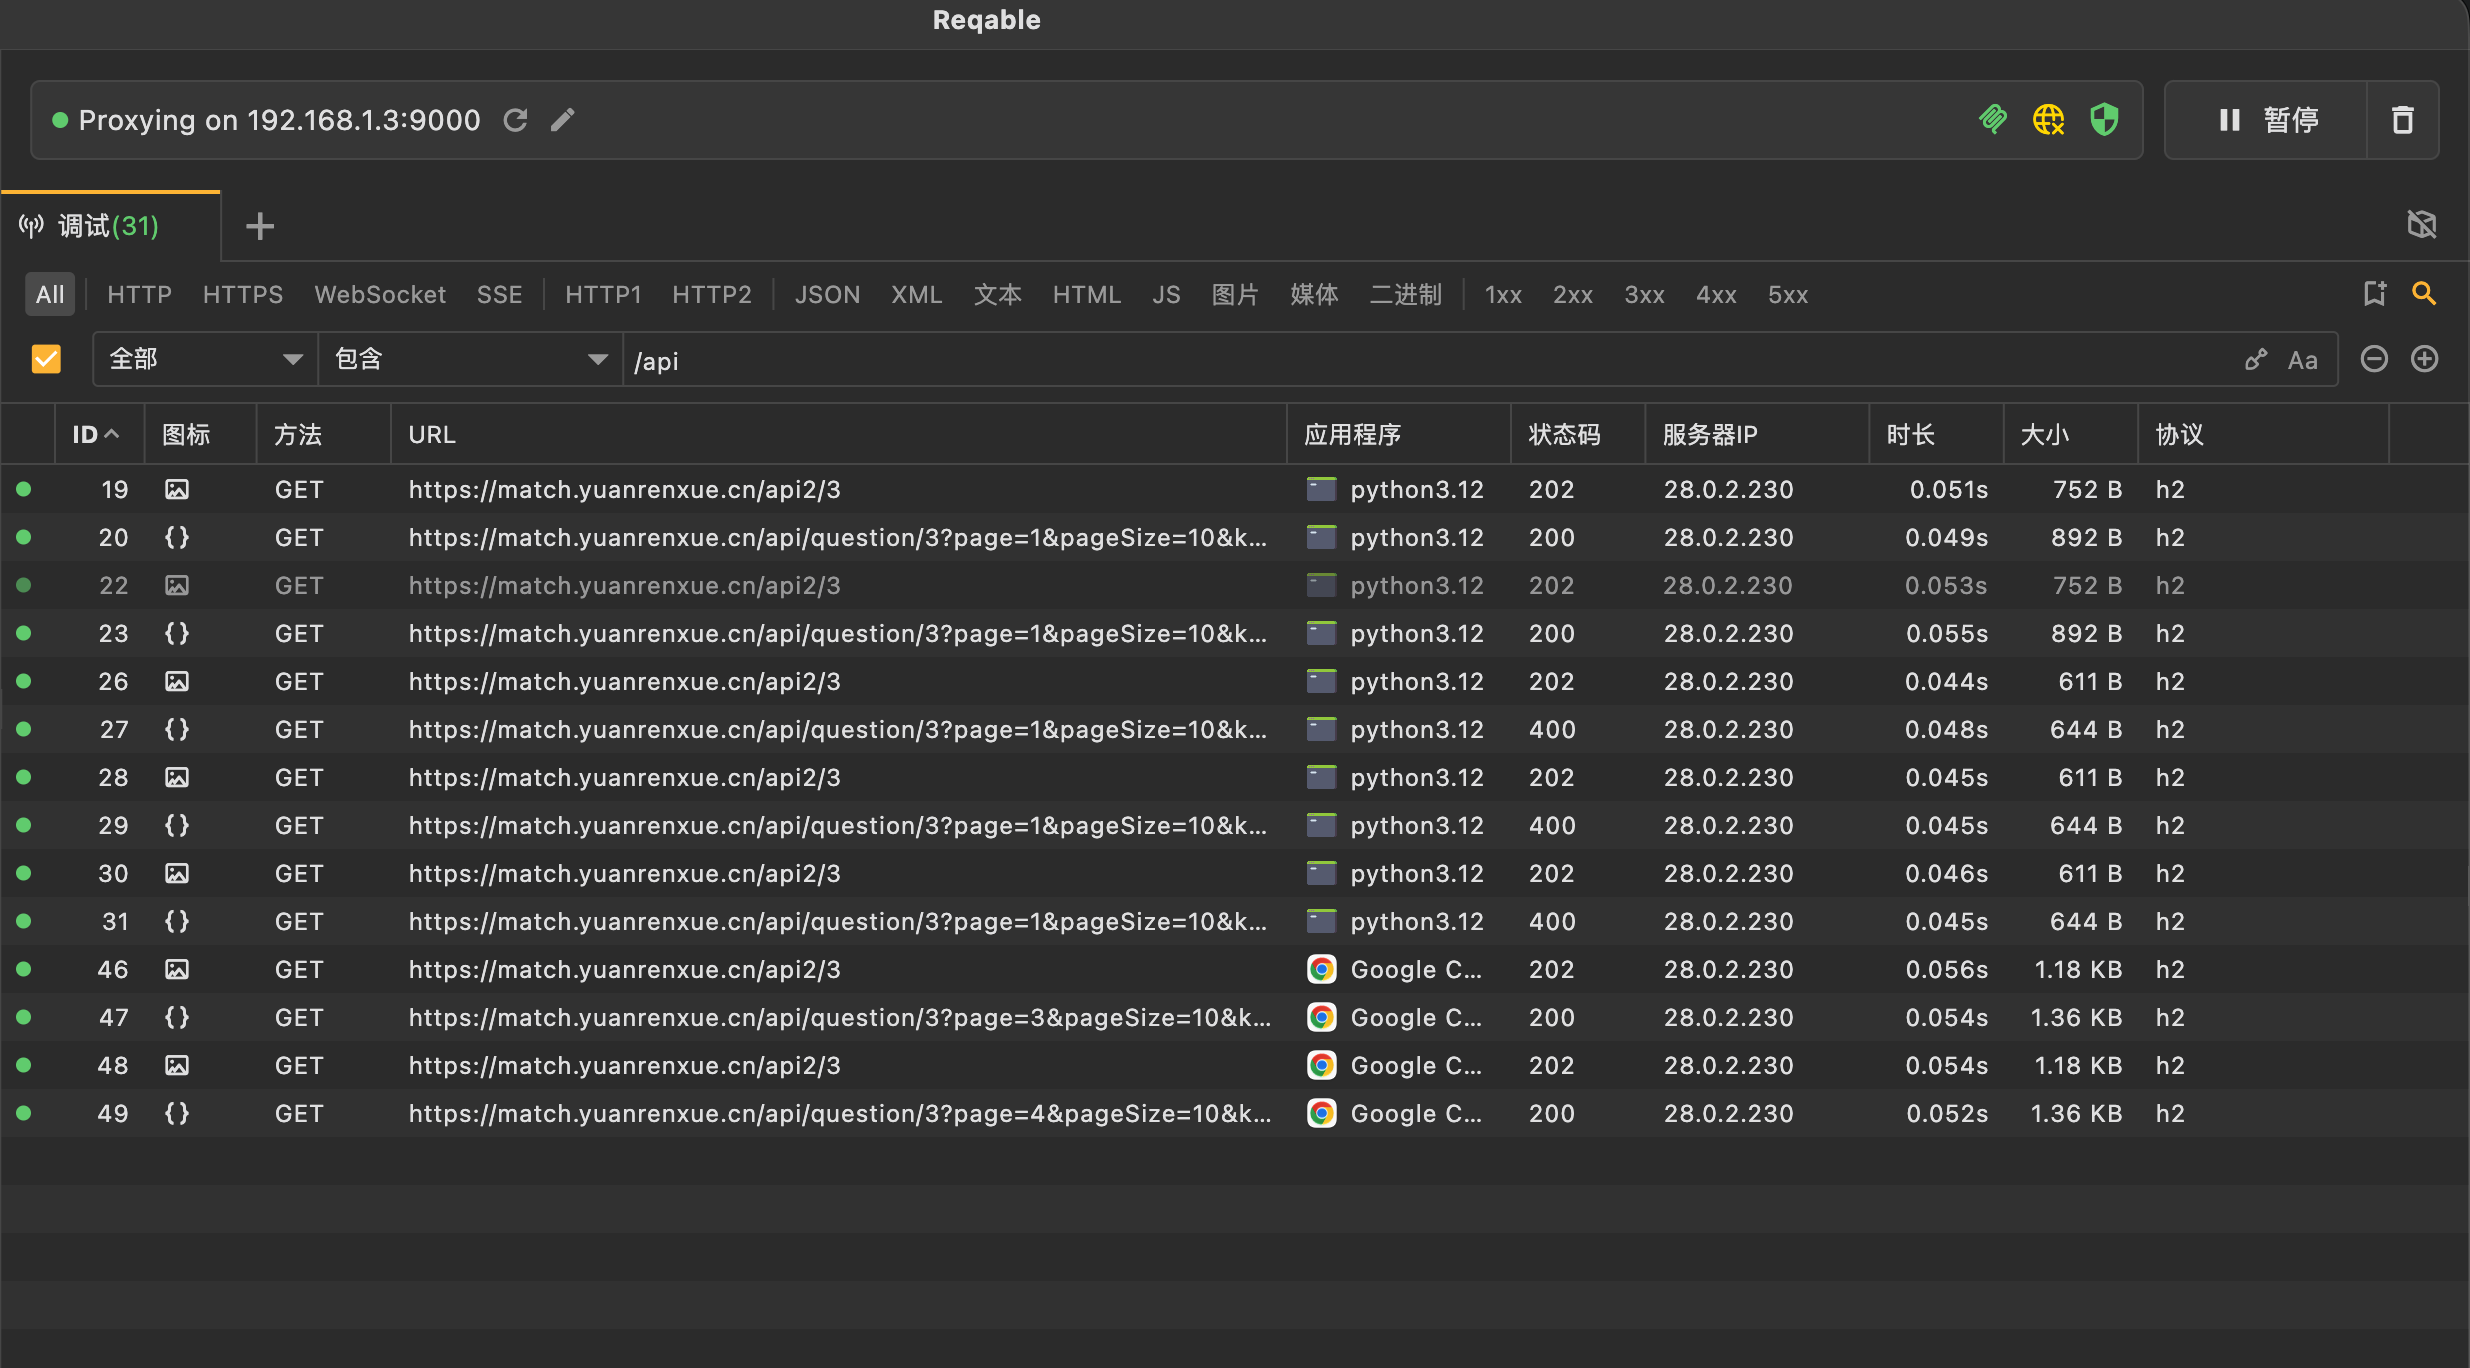 Reqable
Proxying on 192.168.1.3:9000 暂停
调试(31)
All HTTP HTTPS WebSocket SSE HTTP1 HTTP2 JSON XML 文本 HTML JS 图片 媒体 二进制 1xx 2xx 3xx 4xx 5xx
全部 包含 /api Aa
ID 图标 方法 URL 应用程序 状态码 服务器IP 时长 大小 协议
19 GET https://match.yuanrenxue.cn/api2/3 python3.12 202 28.0.2.230 0.051s 752 B h2
20 {} GET https://match.yuanrenxue.cn/api/question/3?page=1&pageSize=10&k... python3.12 200 28.0.2.230 0.049s 892 B h2
22 GET https://match.yuanrenxue.cn/api2/3 python3.12 202 28.0.2.230 0.053s 752 B h2
23 {} GET https://match.yuanrenxue.cn/api/question/3?page=1&pageSize=10&k... python3.12 200 28.0.2.230 0.055s 892 B h2
26 GET https://match.yuanrenxue.cn/api2/3 python3.12 202 28.0.2.230 0.044s 611 B h2
27 {} GET https://match.yuanrenxue.cn/api/question/3?page=1&pageSize=10&k... python3.12 400 28.0.2.230 0.048s 644 B h2
28 GET https://match.yuanrenxue.cn/api2/3 python3.12 202 28.0.2.230 0.045s 611 B h2
29 {} GET https://match.yuanrenxue.cn/api/question/3?page=1&pageSize=10&k... python3.12 400 28.0.2.230 0.045s 644 B h2
30 GET https://match.yuanrenxue.cn/api2/3 python3.12 202 28.0.2.230 0.046s 611 B h2
31 {} GET https://match.yuanrenxue.cn/api/question/3?page=1&pageSize=10&k... python3.12 400 28.0.2.230 0.045s 644 B h2
46 GET https://match.yuanrenxue.cn/api2/3 Google C... 202 28.0.2.230 0.056s 1.18 KB h2
47 {} GET https://match.yuanrenxue.cn/api/question/3?page=3&pageSize=10&k... Google C... 200 28.0.2.230 0.054s 1.36 KB h2
48 GET https://match.yuanrenxue.cn/api2/3 Google C... 202 28.0.2.230 0.054s 1.18 KB h2
49 {} GET https://match.yuanrenxue.cn/api/question/3?page=4&pageSize=10&k... Google C... 200 28.0.2.230 0.052s 1.36 KB h2